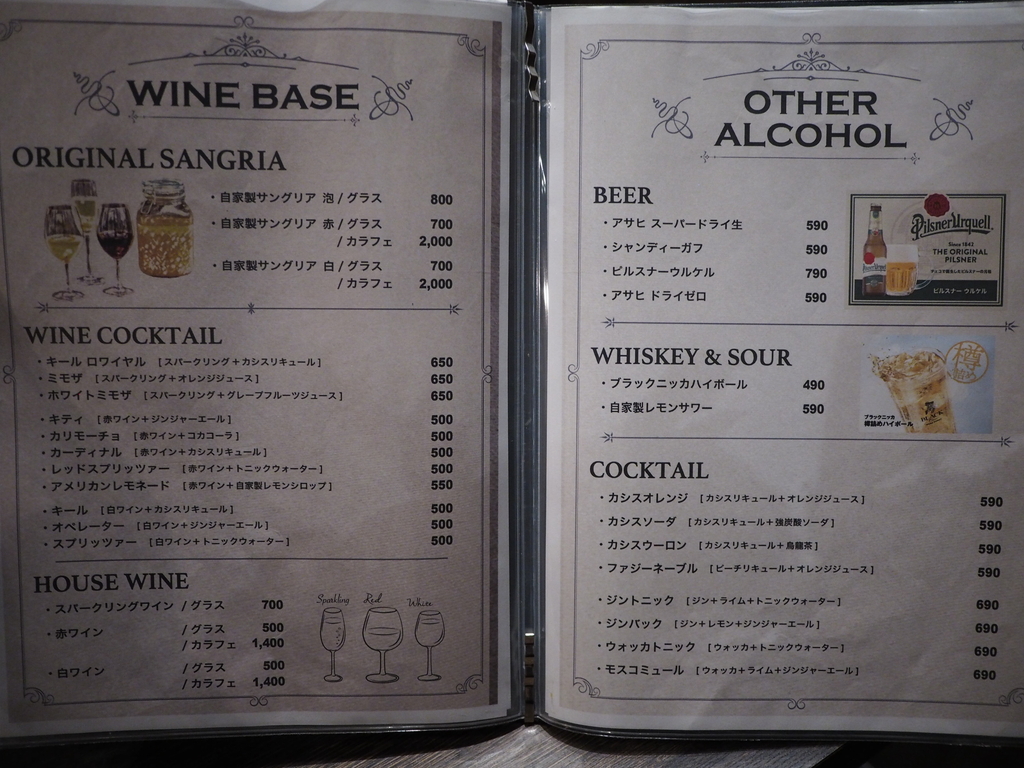 WINE BASE
ORIGINAL SANGRIA
・自家製サングリア 泡 / グラス 800
・自家製サングリア 赤 / グラス 700
/ カラフェ 2,000
・自家製サングリア 白 / グラス 700
/ カラフェ 2,000
WINE COCKTAIL
・キール ロワイヤル [スパークリング+カシスリキュール] 650
・ミモザ [スパークリング+オレンジジュース] 650
・ホワイトミモザ [スパークリング+グレープフルーツジュース] 650
・キティ [赤ワイン+ジンジャーエール] 500
・カリモーチョ [赤ワイン+コカコーラ] 500
・カーディナル [赤ワイン+カシスリキュール] 500
・レッドスプリッツァー [赤ワイン+トニックウォーター] 500
・アメリカンレモネード [赤ワイン+自家製レモンシロップ] 550
・キール [白ワイン+カシスリキュール] 500
・オペレーター [白ワイン+ジンジャーエール] 500
・スプリッツァー [白ワイン+トニックウォーター] 500
HOUSE WINE
・スパークリングワイン / グラス 700
・赤ワイン / グラス 500
/ カラフェ 1,400
・白ワイン / グラス 500
/ カラフェ 1,400
Sparkling Red White
OTHER
ALCOHOL
BEER
・アサヒ スーパードライ生 590
・シャンディーガフ 590
・ピルスナーウルケル 790
・アサヒ ドライゼロ 590
Pilsner Urquell
Since 1842
THE ORIGINAL
PILSNER
ピルスナー ウルケル
WHISKEY & SOUR
・ブラックニッカハイボール 490
・自家製レモンサワー 590
樽
ブラックニッカ
樽詰めハイボール
COCKTAIL
・カシスオレンジ [カシスリキュール+オレンジジュース] 590
・カシスソーダ [カシスリキュール+強炭酸ソーダ] 590
・カシスウーロン [カシスリキュール+烏龍茶] 590
・ファジーネーブル [ピーチリキュール+オレンジジュース] 590
・ジントニック [ジン+ライム+トニックウォーター] 690
・ジンバック [ジン+レモン+ジンジャーエール] 690
・ウォッカトニック [ウォッカ+トニックウォーター] 690
・モスコミュール [ウォッカ+ライム+ジンジャーエール] 690